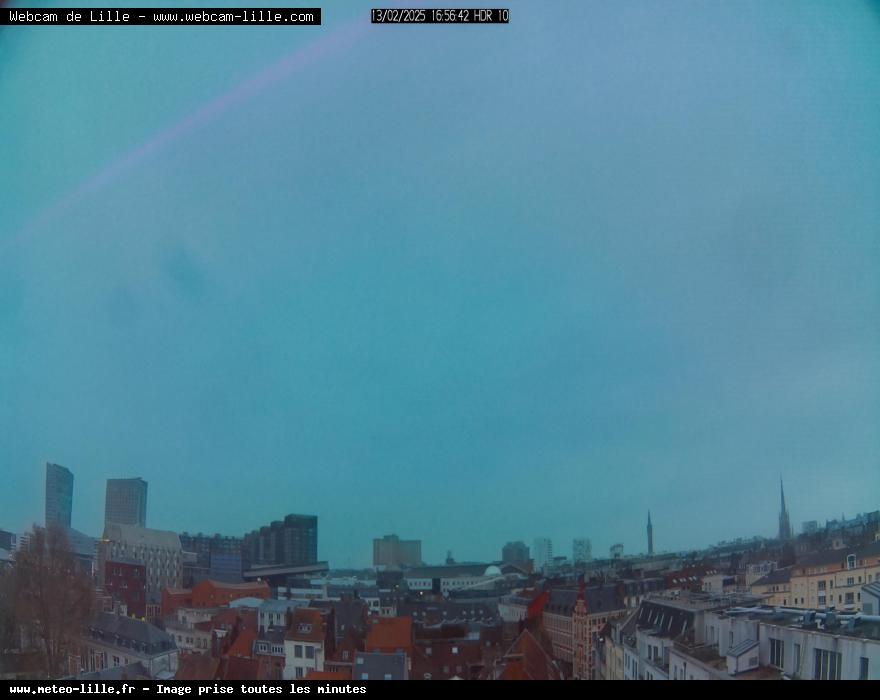 Webcam de Lille - www.webcam-lille.com
13/02/2025 16:56:42 HDR 10
www.meteo-lille.fr - Image prise toutes les minutes